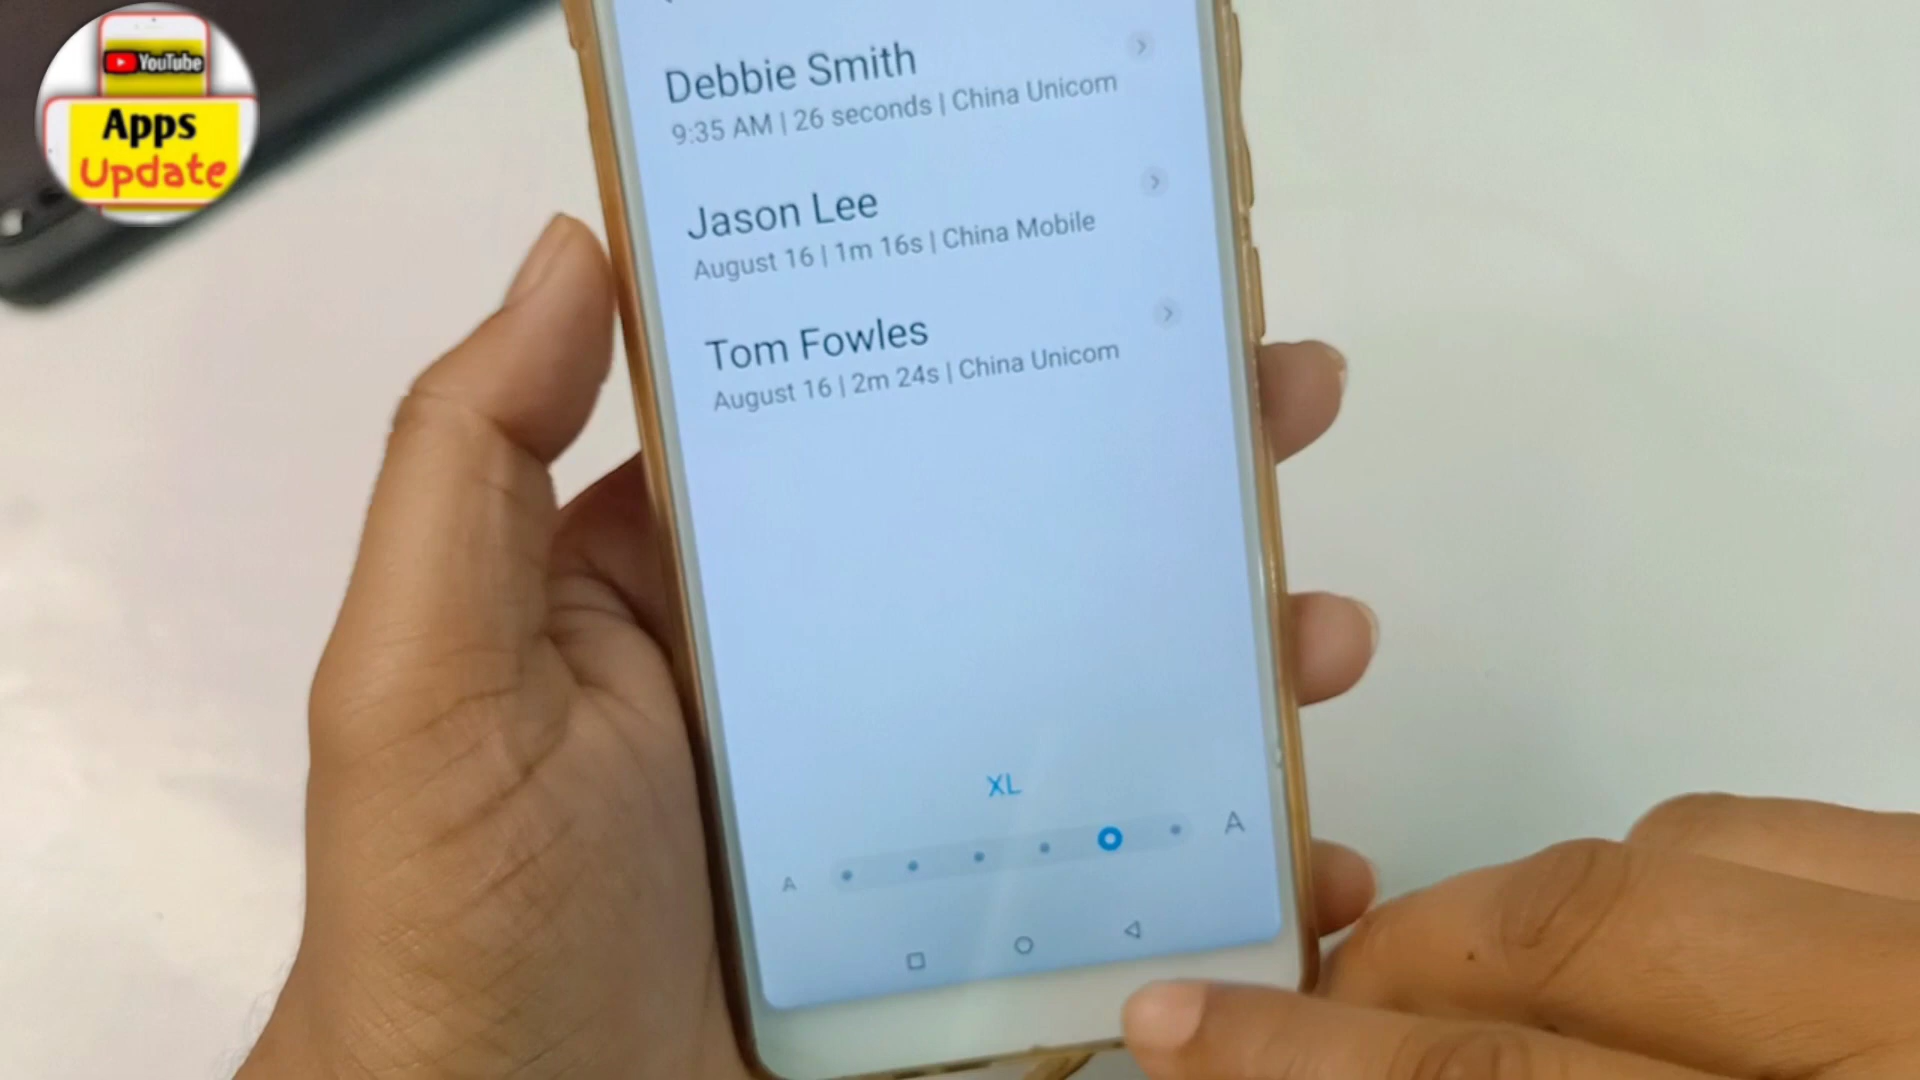 YouTube
Apps
Update
Debbie Smith
9:35 AM | 26 seconds | China Unicom
Jason Lee
August 16 | 1m 16s | China Mobile
Tom Fowles
August 16 | 2m 24s | China Unicom
XL
A
A